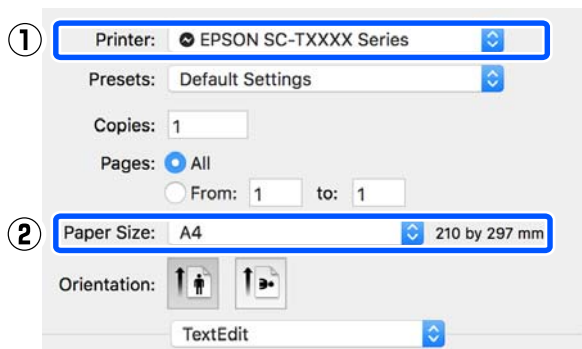 ① Printer: EPSON SC-TXXXX Series
Presets: Default Settings
Copies: 1
Pages: All
From: 1 to: 1
② Paper Size: A4 210 by 297 mm
Orientation:
TextEdit